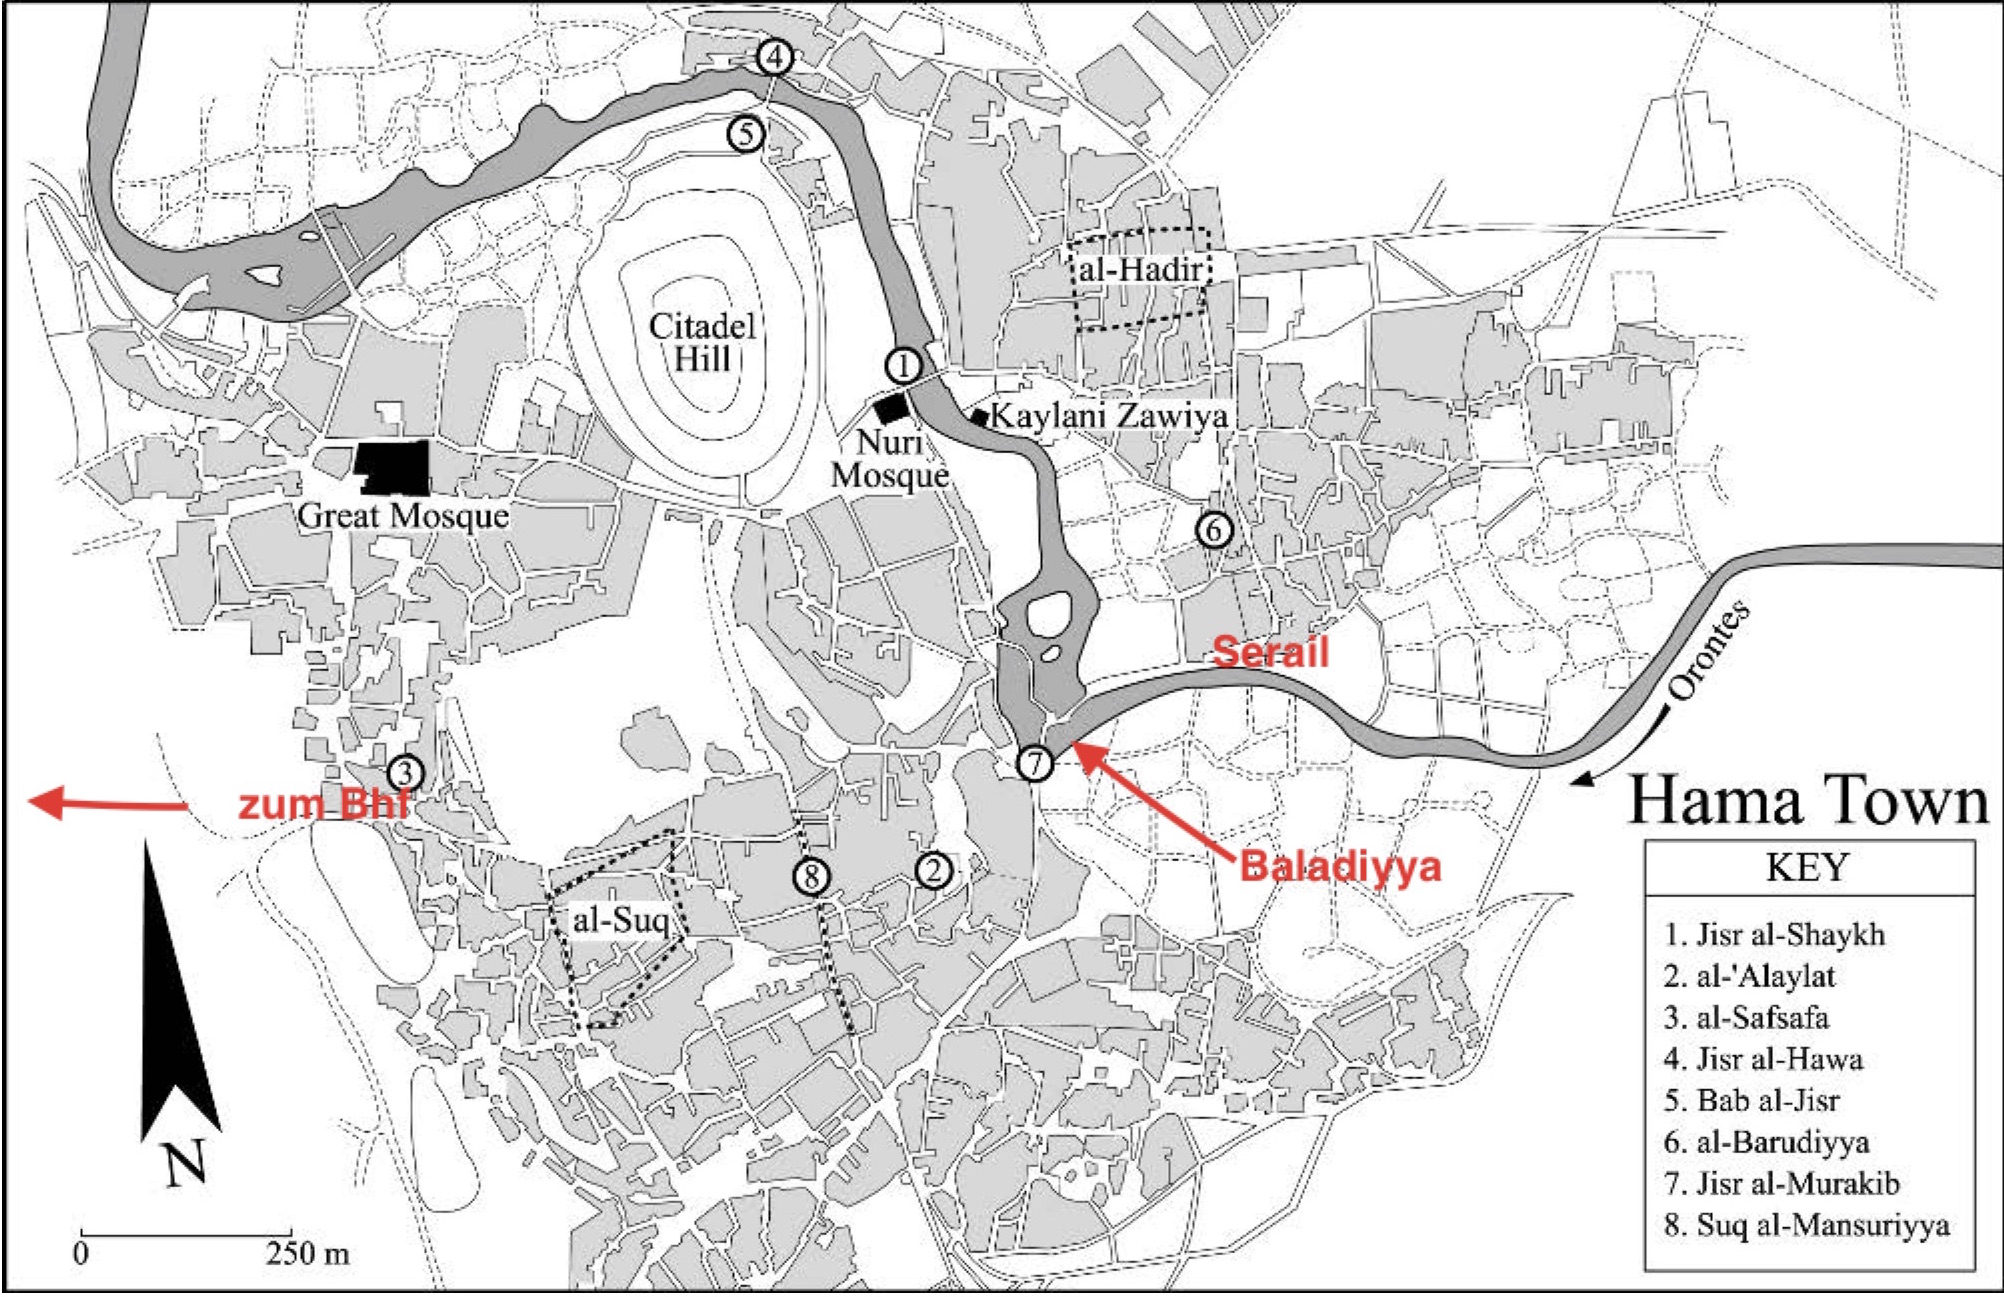 4
5
al-Hadir
Citadel
Hill
1
Kaylani Zawiya
Nuri
Mosque
Great Mosque
6
Serail
Orontes
3
7
zum Bhf
Baladiyya
8
2
al-Suq
N
0
250 m
Hama Town
KEY
1. Jisr al-Shaykh
2. al-'Alaylat
3. al-Safsafa
4. Jisr al-Hawa
5. Bab al-Jisr
6. al-Barudiyya
7. Jisr al-Murakib
8. Suq al-Mansuriyya